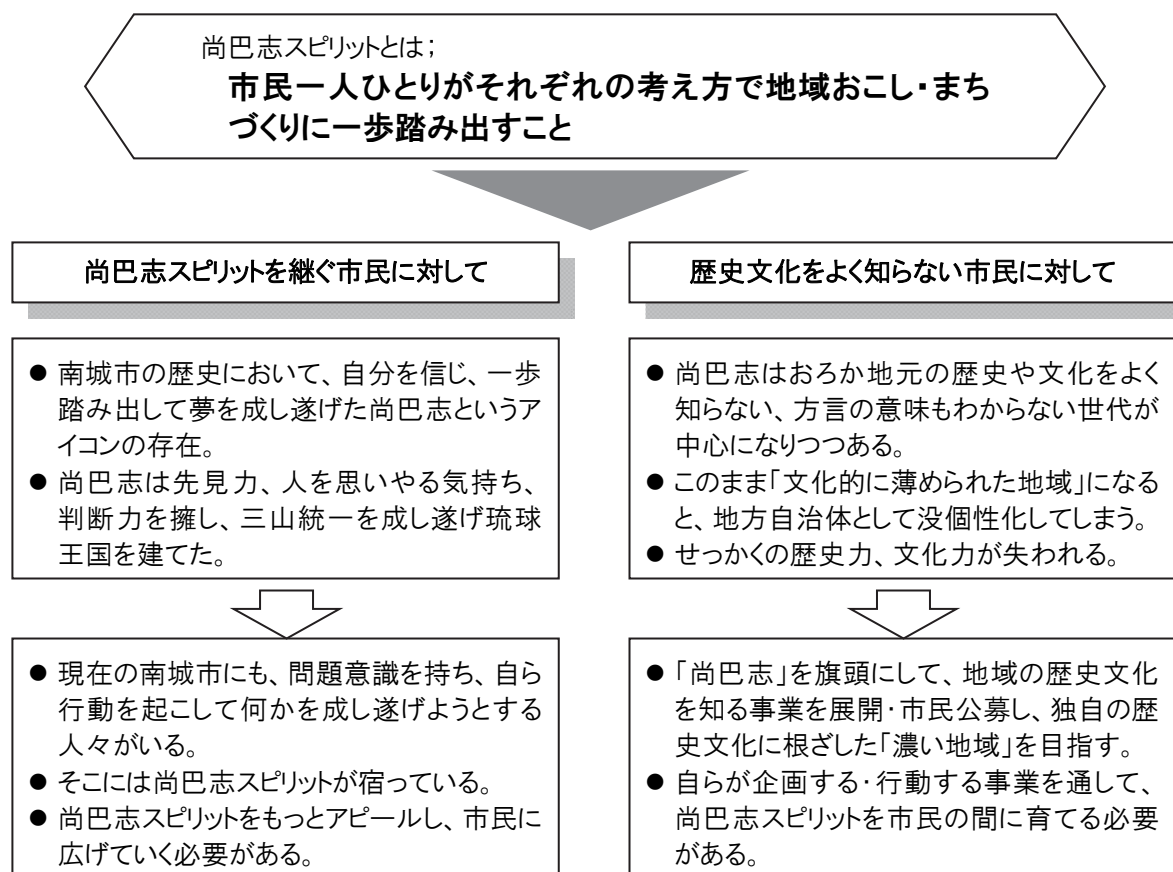 尚巴志スピリットとは；
市民一人ひとりがそれぞれの考え方で地域おこし・まち
づくりに一歩踏み出すこと
尚巴志スピリットを継ぐ市民に対して
● 南城市の歴史において、自分を信じ、一歩
踏み出して夢を成し遂げた尚巴志というア
イコンの存在。
● 尚巴志は先見力、人を思いやる気持ち、
判断力を擁し、三山統一を成し遂げ琉球
王国を建てた。
● 現在の南城市にも、問題意識を持ち、自ら
行動を起こして何かを成し遂げようとする
人々がいる。
● そこには尚巴志スピリットが宿っている。
● 尚巴志スピリットをもっとアピールし、市民に
広げていく必要がある。
歴史文化をよく知らない市民に対して
● 尚巴志はおろか地元の歴史や文化をよく
知らない、方言の意味もわからない世代が
中心になりつつある。
● このまま「文化的に薄められた地域」になる
と、地方自治体として没個性化してしまう。
● せっかくの歴史力、文化力が失われる。
● 「尚巴志」を旗頭にして、地域の歴史文化
を知る事業を展開・市民公募し、独自の歴
史文化に根ざした「濃い地域」を目指す。
● 自らが企画する・行動する事業を通して、
尚巴志スピリットを市民の間に育てる必要
がある。